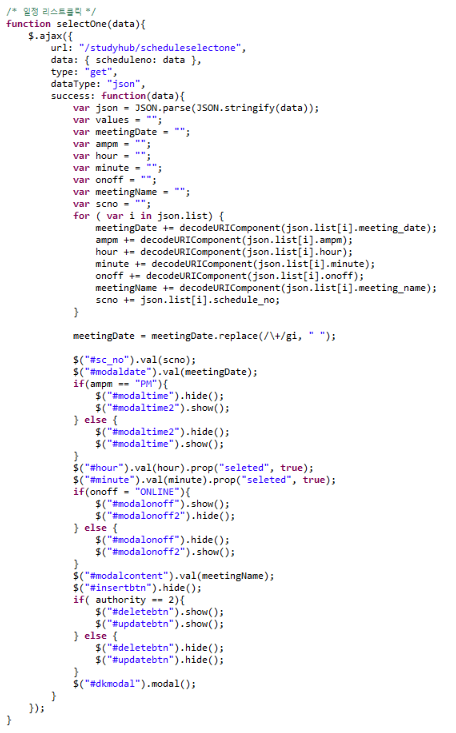 /* 일정 리스트클릭 */
function selectOne(data){
$.ajax({
url: "/studyhub/scheduleselectone",
data: { scheduleno: data },
type: "get",
dataType: "json",
success: function(data){
var json = JSON.parse(JSON.stringify(data));
var values = "";
var meetingDate = "";
var ampm = "";
var hour = "";
var minute = "";
var onoff = "";
var meetingName = "";
var scno = "";
for ( var i in json.list) {
meetingDate += decodeURIComponent(json.list[i].meeting_date);
ampm += decodeURIComponent(json.list[i].ampm);
hour += decodeURIComponent(json.list[i].hour);
minute += decodeURIComponent(json.list[i].minute);
onoff += decodeURIComponent(json.list[i].onoff);
meetingName += decodeURIComponent(json.list[i].meeting_name);
scno += json.list[i].schedule_no;
}
meetingDate = meetingDate.replace(/\+/gi, " ");
$("#sc_no").val(scno);
$("#modaldate").val(meetingDate);
if(ampm == "PM"){
$("#modaltime").hide();
$("#modaltime2").show();
} else {
$("#modaltime2").hide();
$("#modaltime").show();
}
$("#hour").val(hour).prop("seleted", true);
$("#minute").val(minute).prop("seleted", true);
if(onoff = "ONLINE"){
$("#modalonoff").show();
$("#modalonoff2").hide();
} else {
$("#modalonoff").hide();
$("#modalonoff2").show();
}
$("#modalcontent").val(meetingName);
$("#insertbtn").hide();
if( authority == 2){
$("#deletebtn").show();
$("#updatebtn").show();
} else {
$("#deletebtn").hide();
$("#updatebtn").hide();
}
$("#dkmodal").modal();
}
});
}